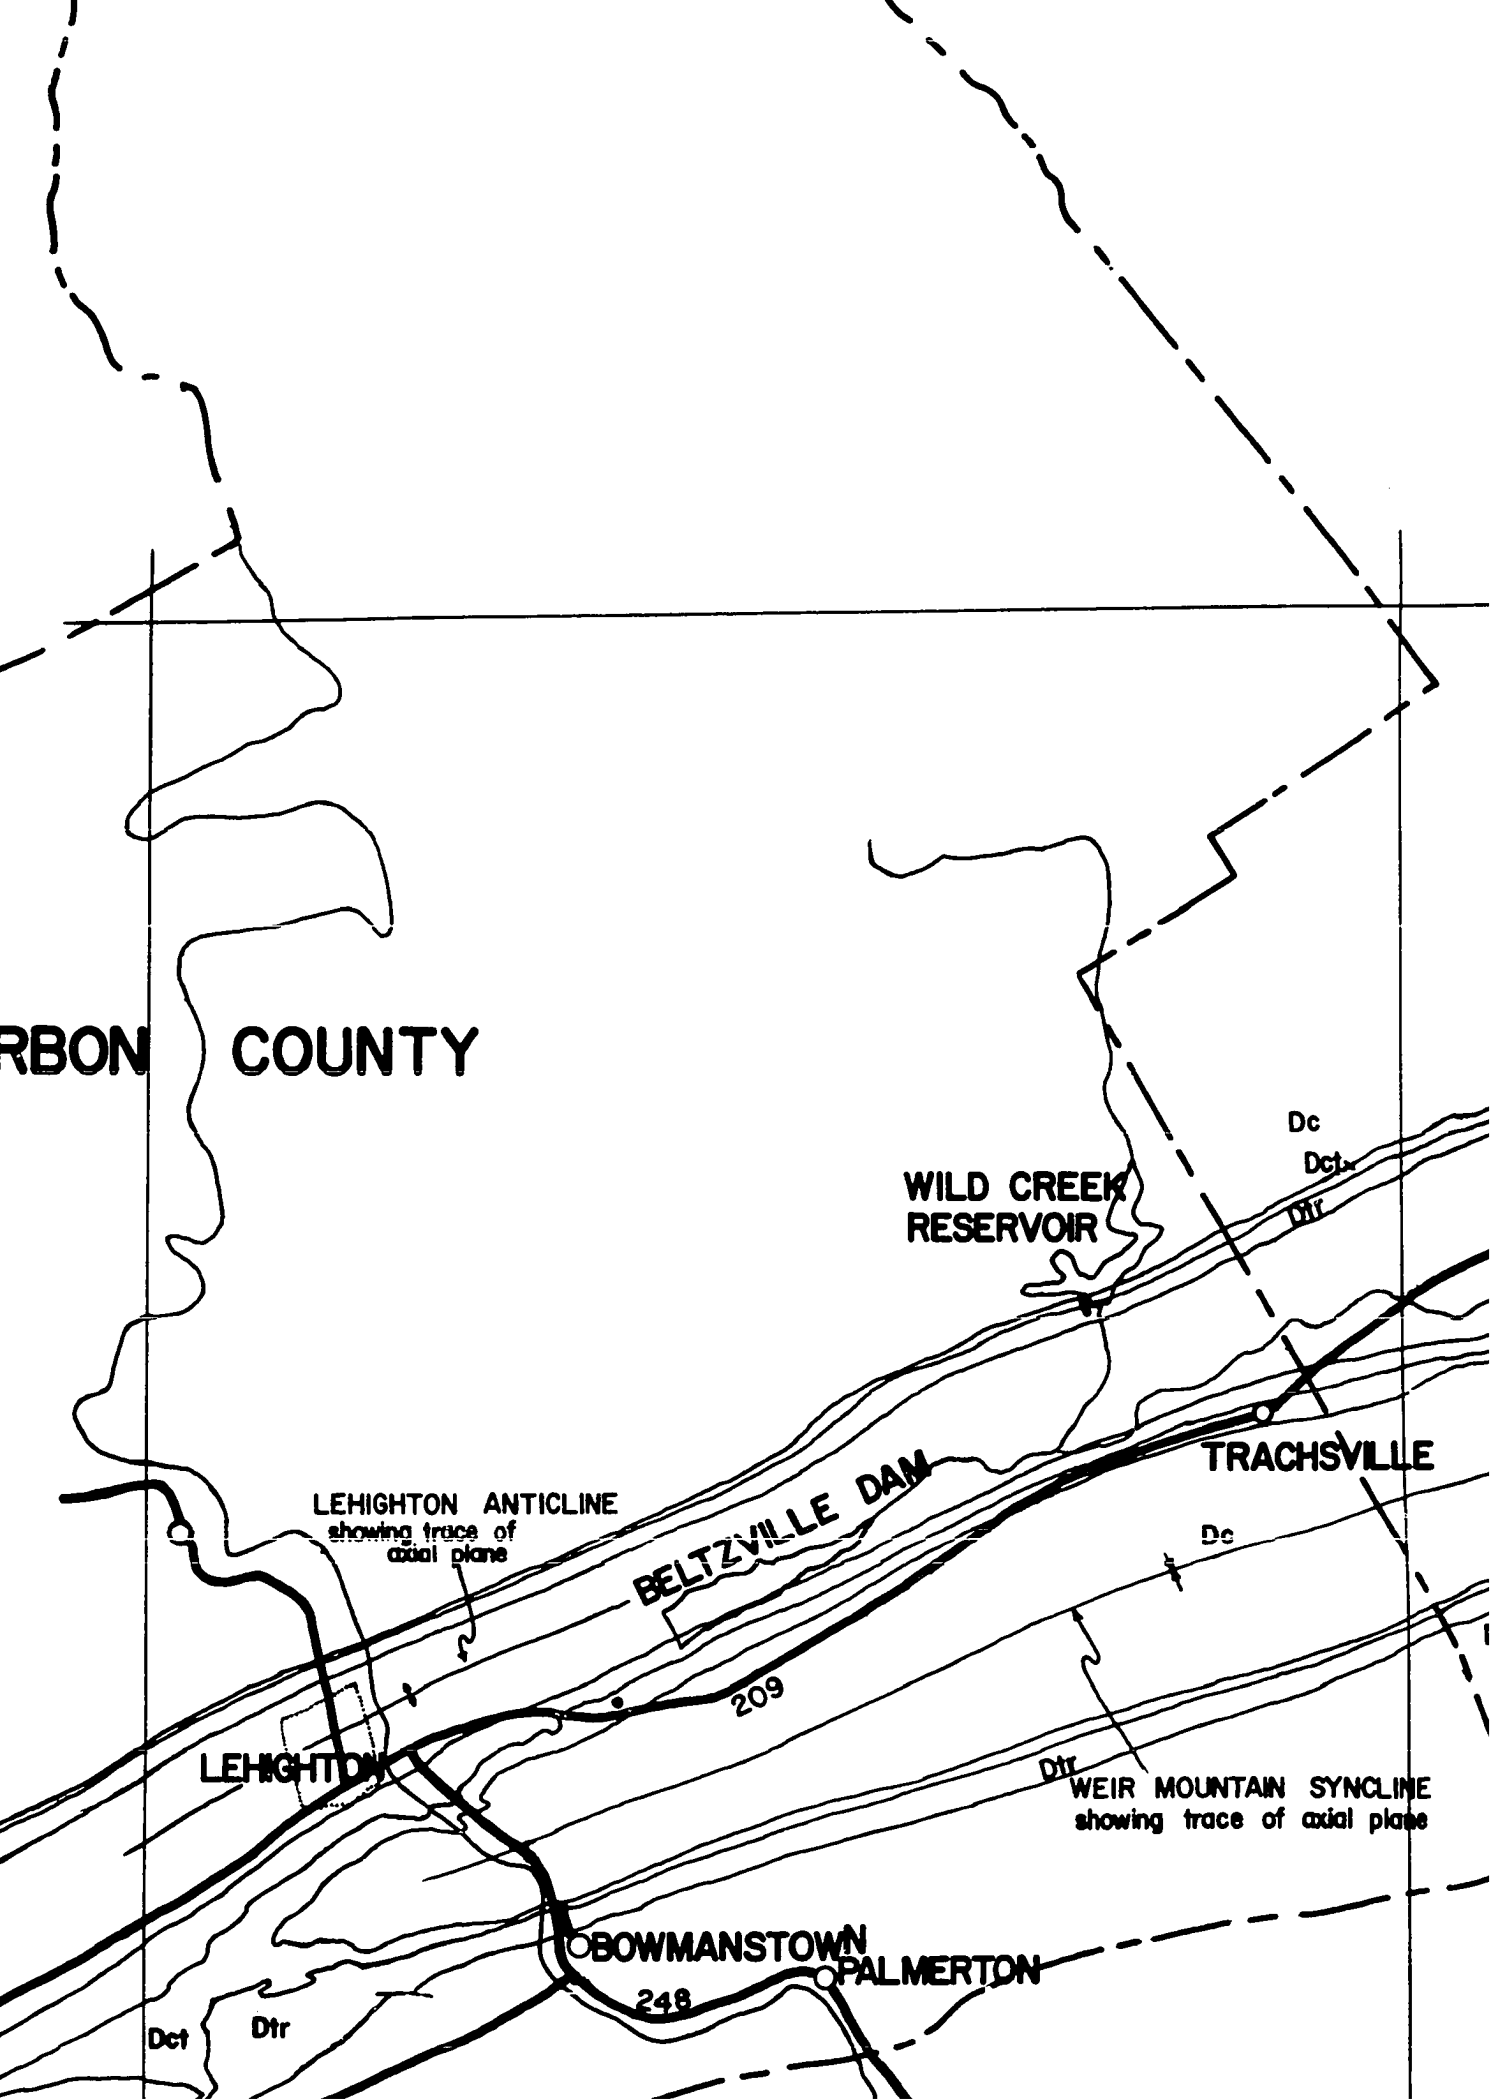 RBON COUNTY
Dc
Dct
Dtr
WILD CREEK
RESERVOIR
TRACHSVILLE
BELTZVILLE DAM
LEHIGHTON ANTICLINE
showing trace of
axial plane
Dc
209
LEHIGHTON
Dtr
WEIR MOUNTAIN SYNCLINE
showing trace of axial plane
BOWMANSTOWN
PALMERTON
248
Dct
Dtr